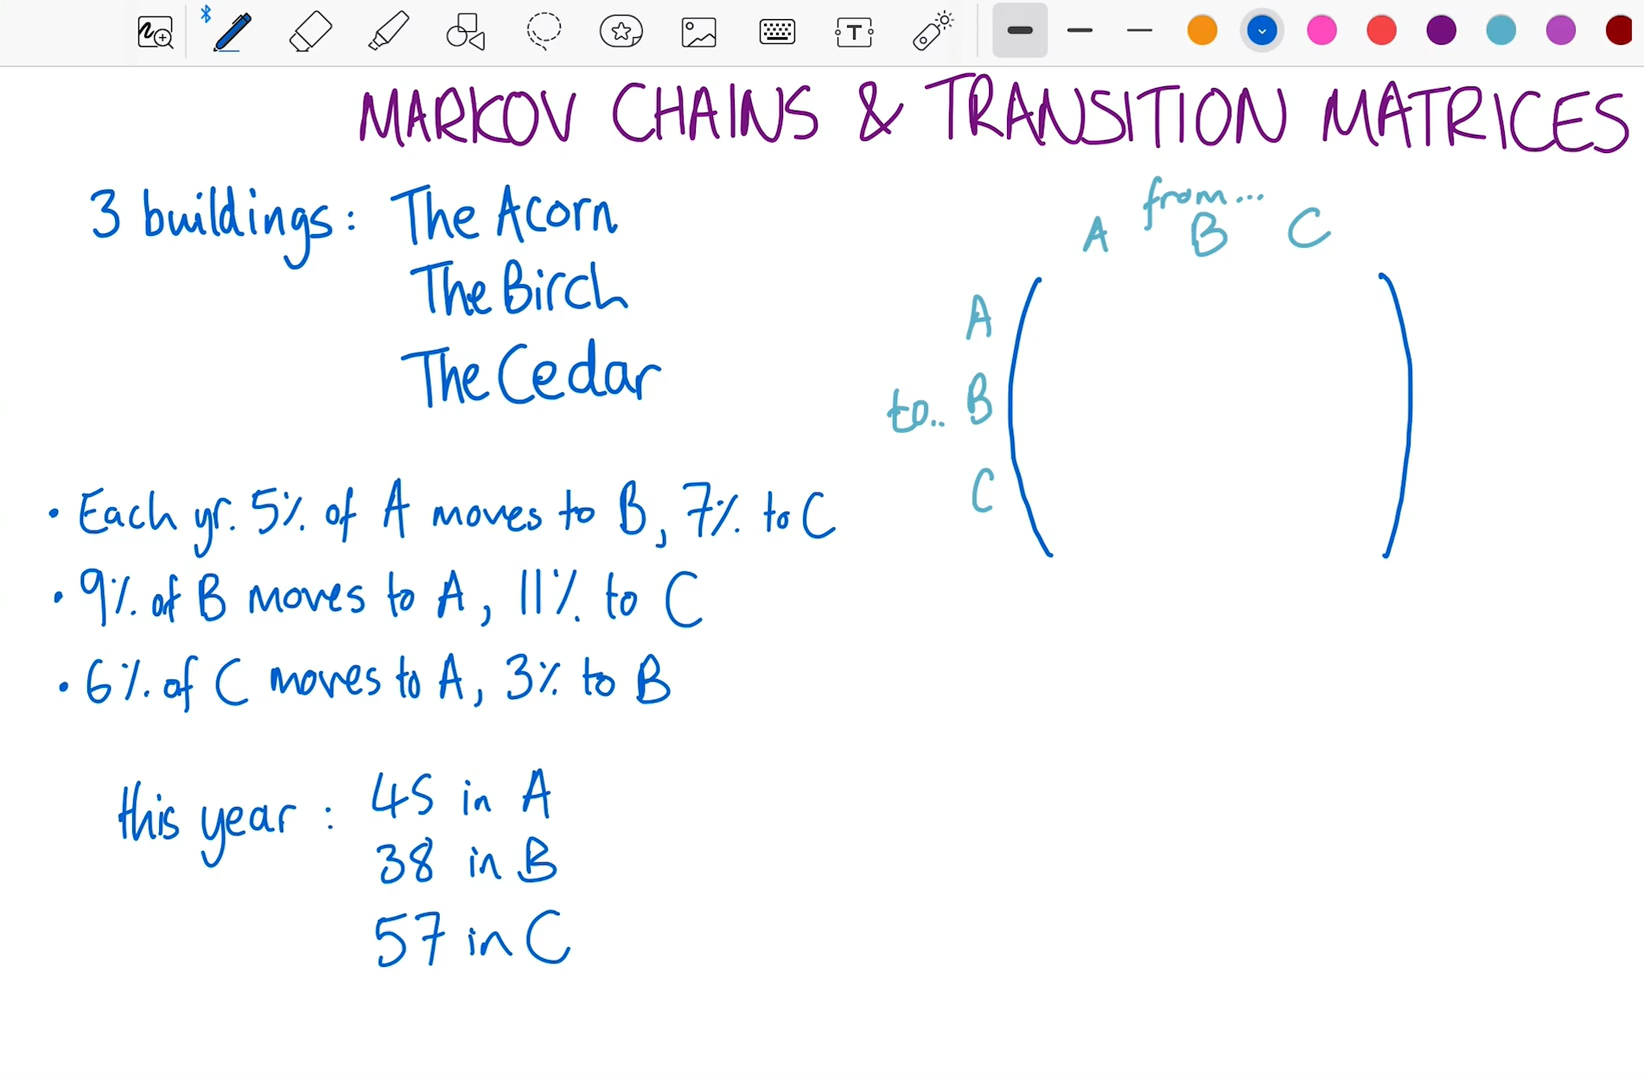 MARKOV CHAINS & TRANSITION MATRICES
3 buildings: The Acorn
The Birch
The Cedar
• Each yr. 5% of A moves to B, 7% to C
• 9% of B moves to A, 11% to C
• 6% of C moves to A, 3% to B
this year: 45 in A
38 in B
57 in C
from...
A B C
A
to.. B
C